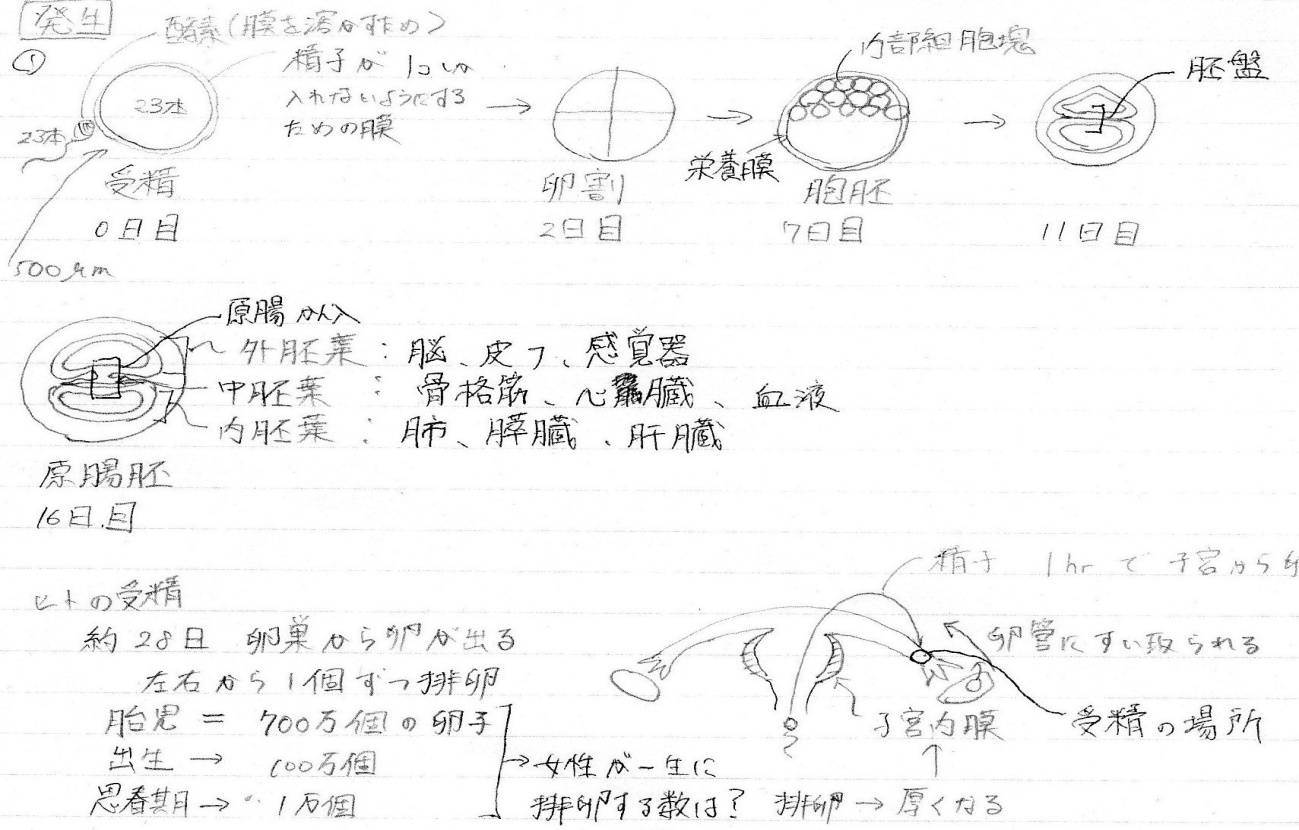 発生
① 酵素(膜を溶かすため)
精子が1コしか
入れないようにする
ための膜
23本
23本
受精
0日目
500μm
卵割
2日目
内部細胞塊
栄養膜
胞胚
7日目
胚盤
11日目
原腸かん入
外胚葉:脳、皮フ、感覚器
中胚葉:骨格筋、心臓、血液
内胚葉:肺、膵臓、肝臓
原腸胚
16日目
ヒトの受精
約28日 卵巣から卵が出る
左右から1個ずつ排卵
胎児 = 700万個の卵子
出生 → 100万個
思春期 → 1万個
→女性が一生に
排卵する数は?
精子 1hrで子宮から
卵管にすい取られる
子宮内膜
受精の場所
排卵→厚くなる